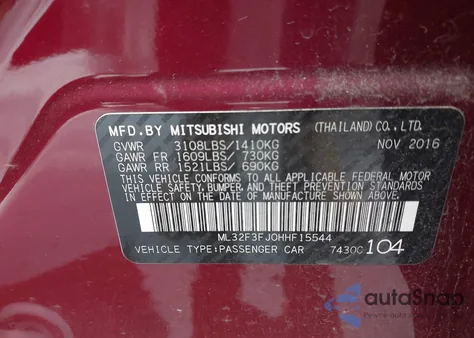 MFD.BY MITSUBISHI MOTORS (THAILAND) CO.,LTD.
GVWR 3108LBS/1410KG NOV 2016
GAWR FR 1609LBS/ 730KG
GAWR RR 1521LBS/ 690KG
THIS VEHICLE CONFORMS TO ALL APPLICABLE FEDERAL MOTOR
VEHICLE SAFETY, BUMPER, AND THEFT PREVENTION STANDARDS IN
EFFECT ON THE DATE OF MANUFACTURE SHOWN ABOVE.
ML32F3FJ0HHF15544
VEHICLE TYPE:PASSENGER CAR 7430C 104
autoSnap